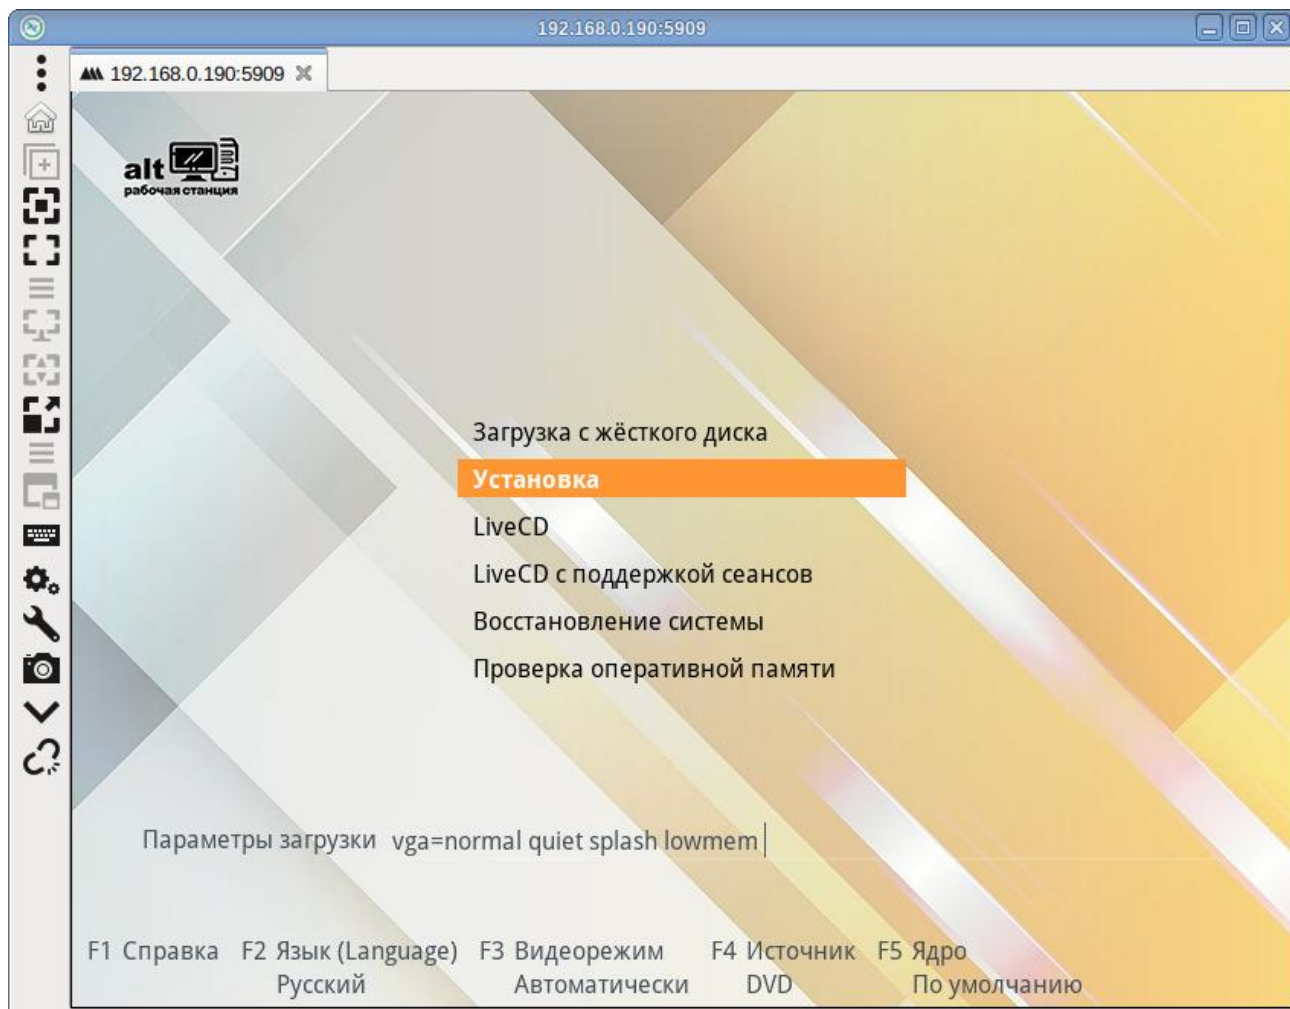 192.168.0.190:5909
192.168.0.190:5909
alt
рабочая станция
Загрузка с жёсткого диска
Установка
LiveCD
LiveCD с поддержкой сеансов
Восстановление системы
Проверка оперативной памяти
Параметры загрузки vga=normal quiet splash lowmem
F1 Справка F2 Язык (Language) F3 Видеорежим F4 Источник F5 Ядро
Русский Автоматически DVD По умолчанию